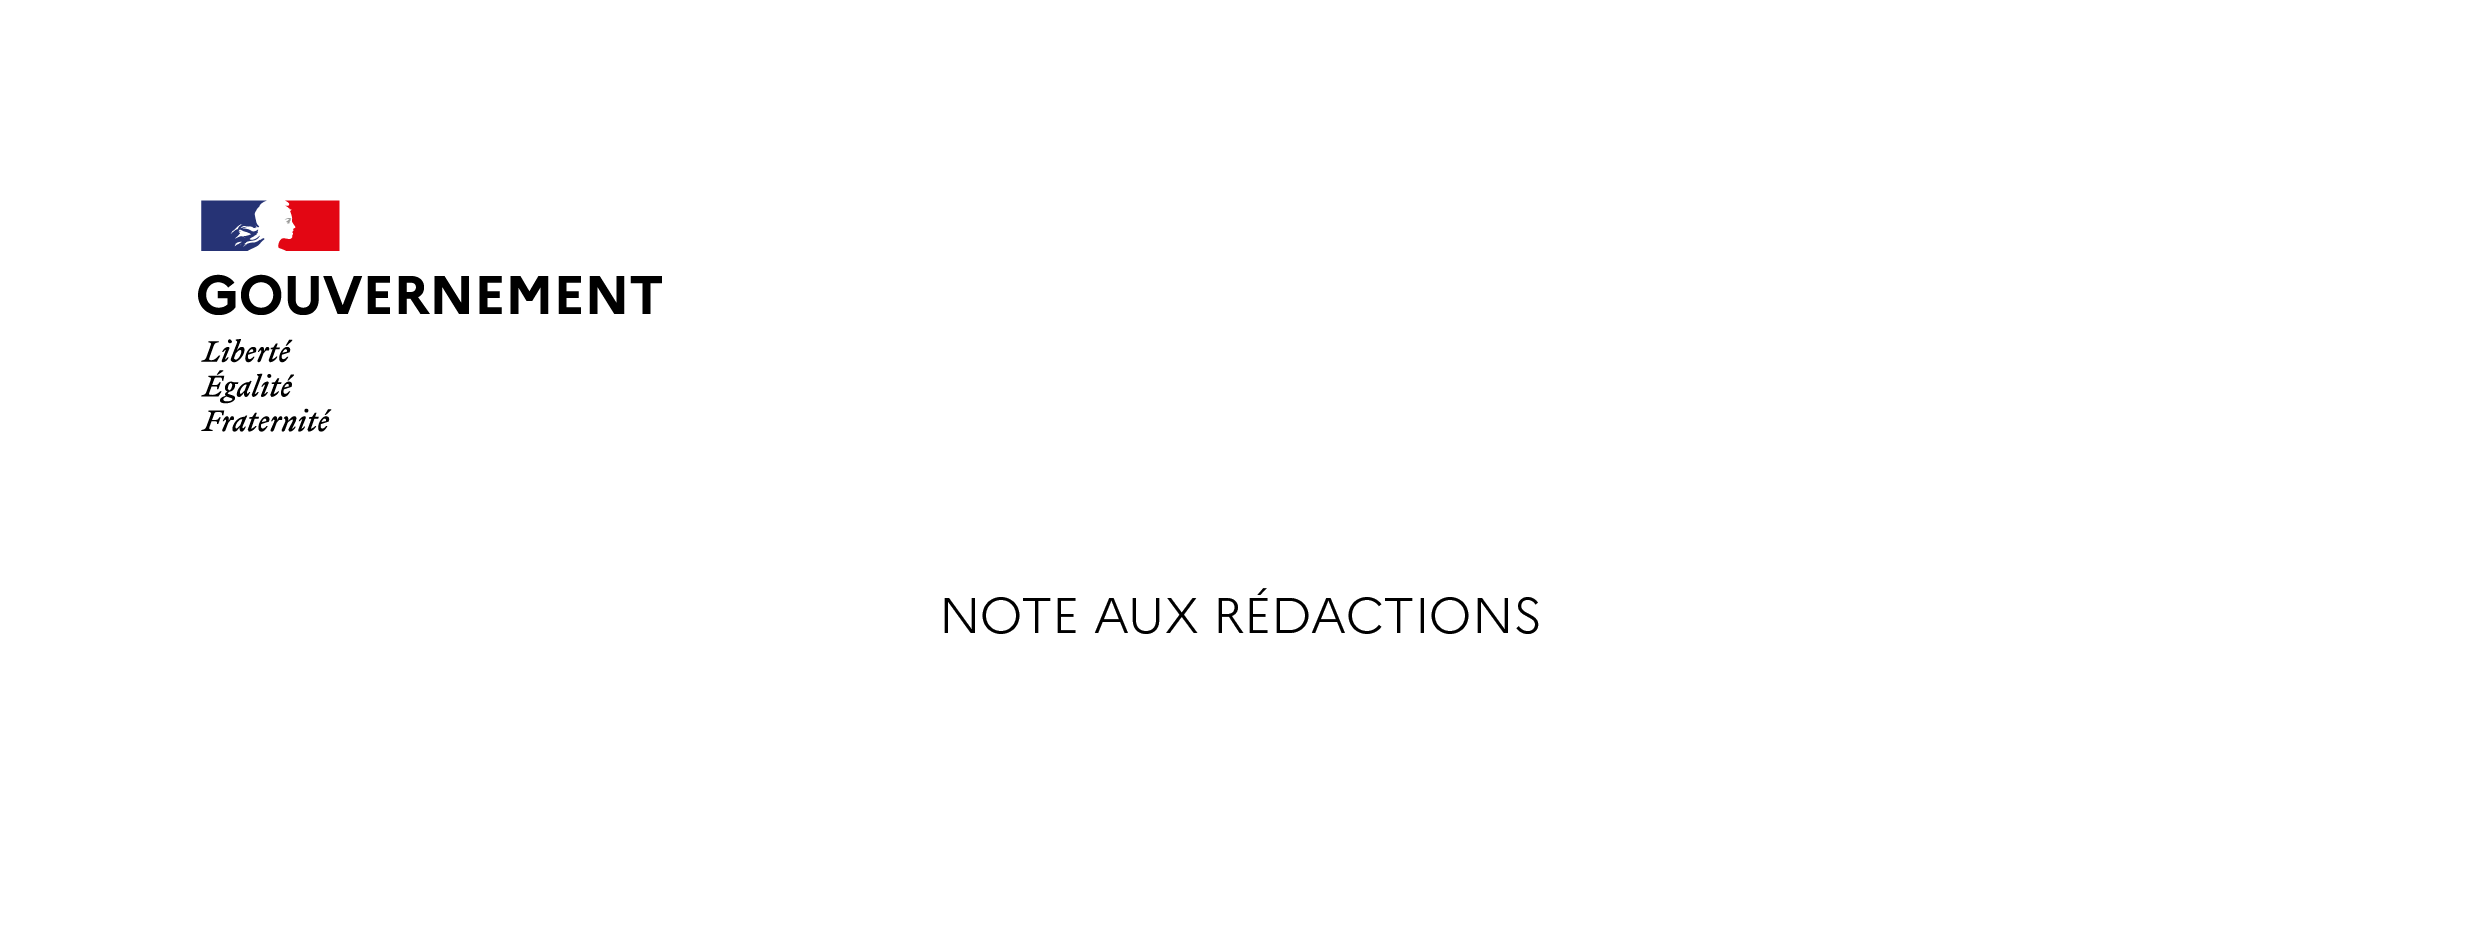 GOUVERNEMENT
Liberté
Égalité
Fraternité
NOTE AUX RÉDACTIONS